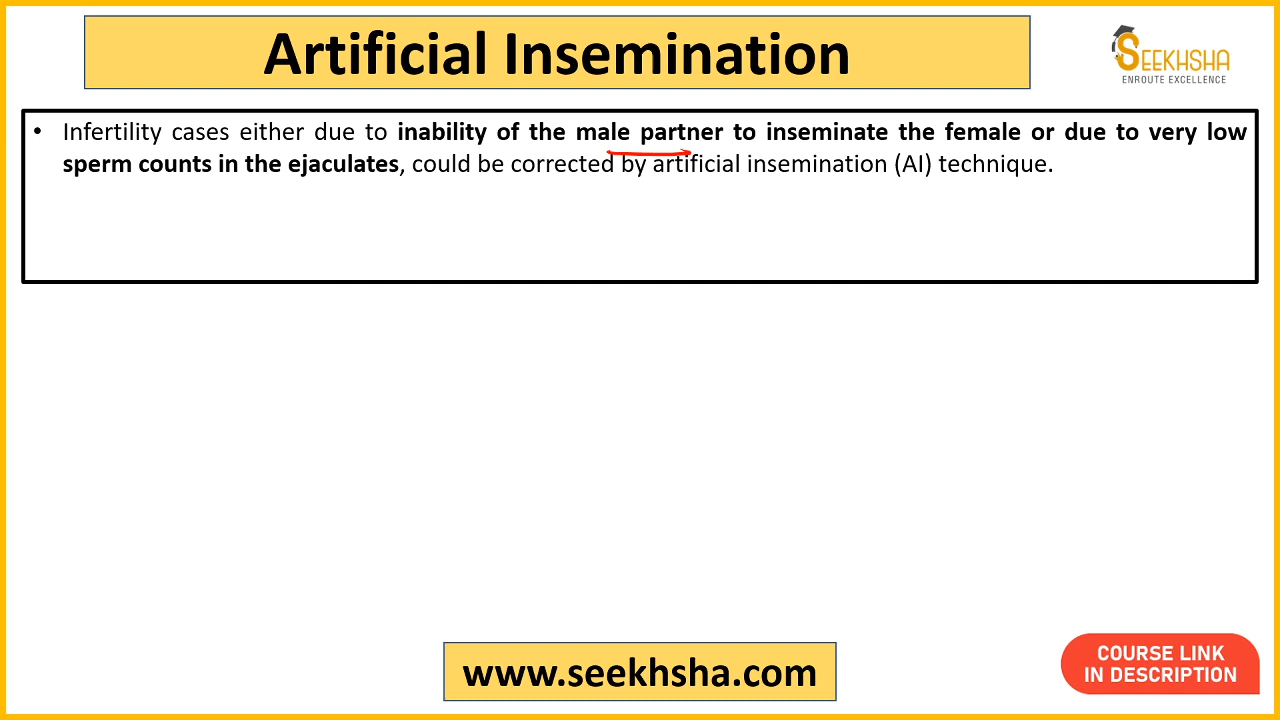 Artificial Insemination
SEEKHSHA
ENROUTE EXCELLENCE
• Infertility cases either due to inability of the male partner to inseminate the female or due to very low
sperm counts in the ejaculates, could be corrected by artificial insemination (AI) technique.
www.seekhsha.com
COURSE LINK
IN DESCRIPTION